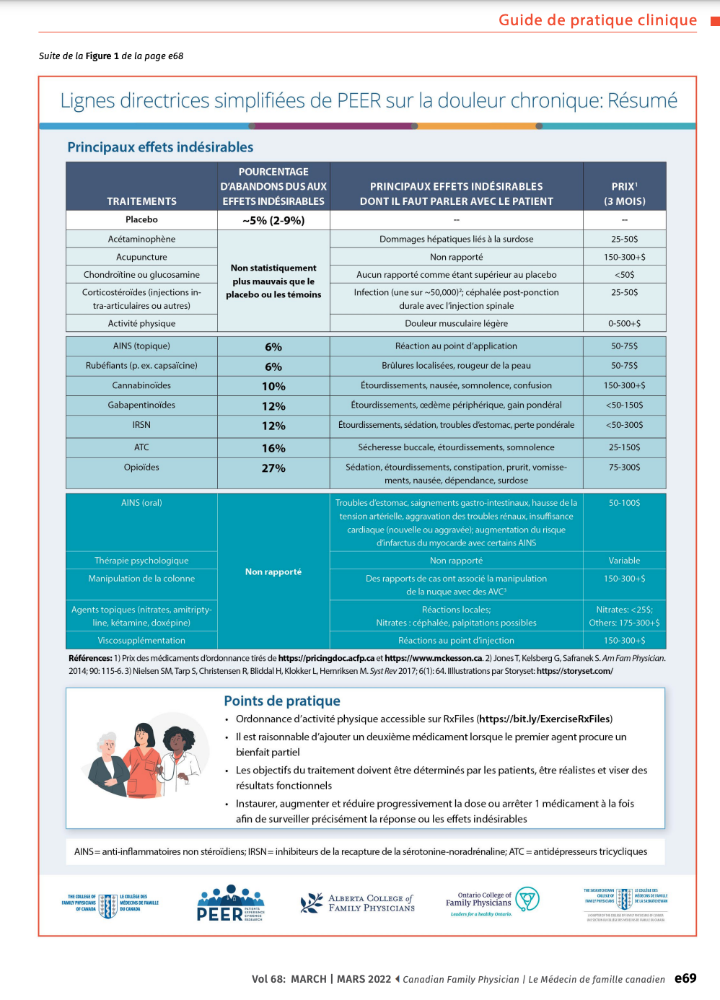 Guide de pratique clinique
Suite de la Figure 1 de la page e68
Lignes directrices simplifiées de PEER sur la douleur chronique: Résumé
Principaux effets indésirables
TRAITEMENTS
POURCENTAGE
D'ABANDONS DUS AUX
EFFETS INDÉSIRABLES
PRINCIPAUX EFFETS INDÉSIRABLES
DONT IL FAUT PARLER AVEC LE PATIENT
PRIX¹
(3 MOIS)
Placebo
~5% (2-9%)
--
--
Acétaminophène
Non statistiquement
plus mauvais que le
placebo ou les témoins
Dommages hépatiques liés à la surdose
25-50$
Acupuncture
Non rapporté
150-300+$
Chondroïtine ou glucosamine
Aucun rapporté comme étant supérieur au placebo
<50$
Corticostéroïdes (injections in-
tra-articulaires ou autres)
Infection (une sur ~50,000)²; céphalée post-ponction
durale avec l'injection spinale
25-50$
Activité physique
Douleur musculaire légère
0-500+$
AINS (topique)
6%
Réaction au point d'application
50-75$
Rubéfiants (p. ex. capsaïcine)
6%
Brûlures localisées, rougeur de la peau
50-75$
Cannabinoïdes
10%
Étourdissements, nausée, somnolence, confusion
150-300+$
Gabapentinoïdes
12%
Étourdissements, œdème périphérique, gain pondéral
<50-150$
IRSN
12%
Étourdissements, sédation, troubles d'estomac, perte pondérale
<50-300$
ATC
16%
Sécheresse buccale, étourdissements, somnolence
25-150$
Opioïdes
27%
Sédation, étourdissements, constipation, prurit, vomisse-
ments, nausée, dépendance, surdose
75-300$
AINS (oral)
Non rapporté
Troubles d'estomac, saignements gastro-intestinaux, hausse de la
tension artérielle, aggravation des troubles rénaux, insuffisance
cardiaque (nouvelle ou aggravée); augmentation du risque
d'infarctus du myocarde avec certains AINS
50-100$
Thérapie psychologique
Non rapporté
Variable
Manipulation de la colonne
Des rapports de cas ont associé la manipulation
de la nuque avec des AVC³
150-300+$
Agents topiques (nitrates, amitripty-
line, kétamine, doxépine)
Réactions locales;
Nitrates : céphalée, palpitations possibles
Nitrates: <25$;
Others: 175-300+$
Viscosupplémentation
Réactions au point d'injection
150-300+$
Références: 1) Prix des médicaments d'ordonnance tirés de https://pricingdoc.acfp.ca et https://www.mckesson.ca. 2) Jones T, Kelsberg G, Safranek S. Am Fam Physician.
2014; 90: 115-6. 3) Nielsen SM, Tarp S, Christensen R, Bliddal H, Klokker L, Hernriksen M. Syst Rev 2017; 6(1): 64. IIllustrations par Storyset: https://storyset.com/
Points de pratique
• Ordonnance d'activité physique accessible sur RxFiles (https://bit.ly/ExerciseRxFiles)
• Il est raisonnable d'ajouter un deuxième médicament lorsque le premier agent procure un
bienfait partiel
• Les objectifs du traitement doivent être déterminés par les patients, être réalistes et viser des
résultats fonctionnels
• Instaurer, augmenter et réduire progressivement la dose ou arrêter 1 médicament à la fois
afin de surveiller précisément la réponse ou les effets indésirables
AINS = anti-inflammatoires non stéroïdiens; IRSN = inhibiteurs de la recapture de la sérotonine-noradrénaline; ATC = antidépresseurs tricycliques
THE COLLEGE OF
FAMILY PHYSICIANS
OF CANADA
LE COLLÈGE DES
MÉDECINS DE FAMILLE
DU CANADA
PEER
PATIENTS
EXPERIENCE
EVIDENCE
RESEARCH
ALBERTA COLLEGE of
FAMILY PHYSICIANS
Ontario College of
Family Physicians
Leaders for a healthy Ontario.
THE SASKATCHEWAN
COLLEGE OF
FAMILY PHYSICIANS
LE COLLÈGE DES
MÉDECINS DE FAMILLE
DE LA SASKATCHEWAN
A CHAPTER OF THE COLLEGE OF FAMILY PHYSICIANS OF CANADA
UNE SECTION DU COLLÈGE DES MÉDECINS DE FAMILLE DU CANADA
Vol 68: MARCH | MARS 2022 Canadian Family Physician | Le Médecin de famille canadien e69